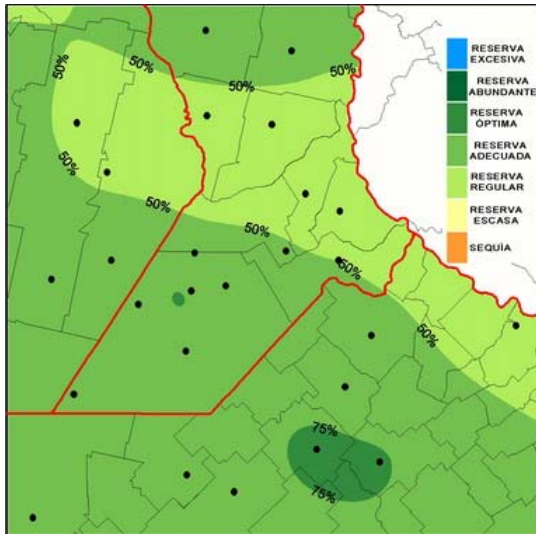 50%
50%
50%
50%
RESERVA
EXCESIVA
RESERVA
ABUNDANTE
RESERVA
ÓPTIMA
RESERVA
ADECUADA
RESERVA
REGULAR
RESERVA
ESCASA
SEQUÌA
50%
50%
50%
50%
50%
75%
75%